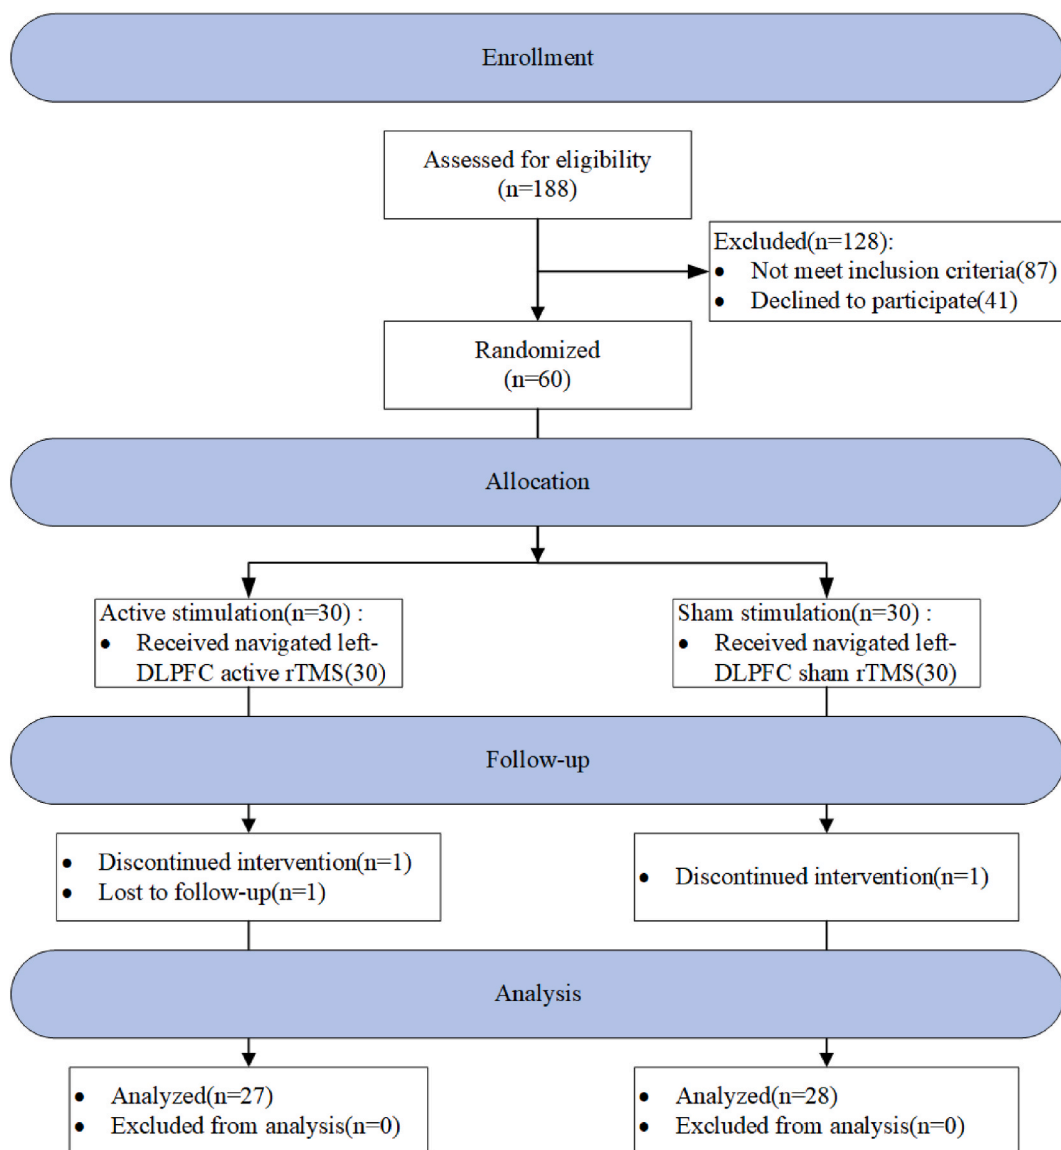 Enrollment
Assessed for eligibility
(n=188)
Excluded(n=128):
• Not meet inclusion criteria(87)
• Declined to participate(41)
Randomized
(n=60)
Allocation
Active stimulation(n=30) :
• Received navigated left-
DLPFC active rTMS(30)
Sham stimulation(n=30) :
• Received navigated left-
DLPFC sham rTMS(30)
Follow-up
• Discontinued intervention(n=1)
• Lost to follow-up(n=1)
• Discontinued intervention(n=1)
Analysis
• Analyzed(n=27)
• Excluded from analysis(n=0)
• Analyzed(n=28)
• Excluded from analysis(n=0)